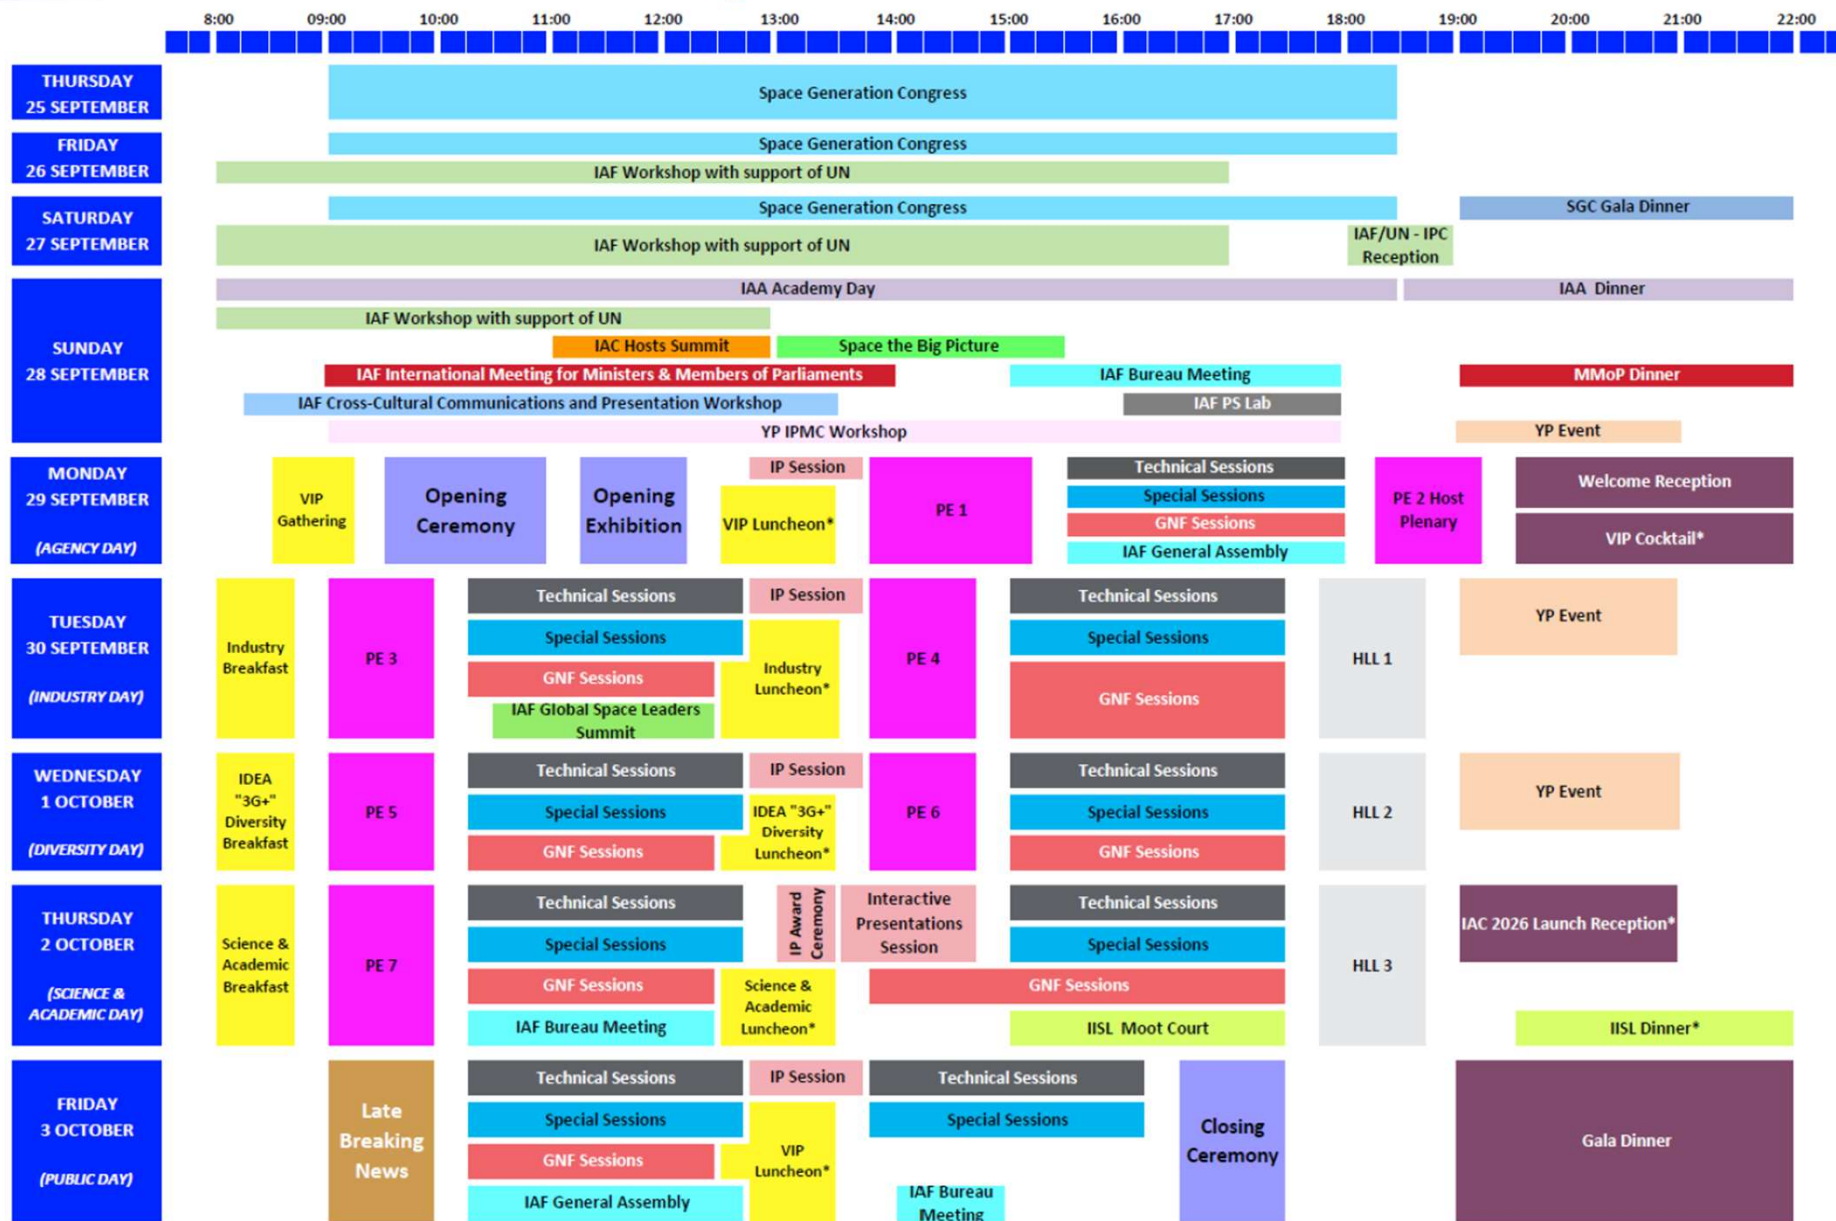 8:00 09:00 10:00 11:00 12:00 13:00 14:00 15:00 16:00 17:00 18:00 19:00 20:00 21:00 22:00
THURSDAY
25 SEPTEMBER
Space Generation Congress
FRIDAY
26 SEPTEMBER
Space Generation Congress
IAF Workshop with support of UN
SATURDAY
27 SEPTEMBER
Space Generation Congress
SGC Gala Dinner
IAF Workshop with support of UN
IAF/UN - IPC
Reception
SUNDAY
28 SEPTEMBER
IAA Academy Day
IAA Dinner
IAF Workshop with support of UN
IAC Hosts Summit
Space the Big Picture
IAF International Meeting for Ministers & Members of Parliaments
IAF Bureau Meeting
MMoP Dinner
IAF Cross-Cultural Communications and Presentation Workshop
IAF PS Lab
YP IPMC Workshop
YP Event
MONDAY
29 SEPTEMBER
(AGENCY DAY)
VIP
Gathering
Opening
Ceremony
Opening
Exhibition
IP Session
VIP Luncheon*
PE 1
Technical Sessions
Special Sessions
GNF Sessions
IAF General Assembly
PE 2 Host
Plenary
Welcome Reception
VIP Cocktail*
TUESDAY
30 SEPTEMBER
(INDUSTRY DAY)
Industry
Breakfast
PE 3
Technical Sessions
Special Sessions
GNF Sessions
IAF Global Space Leaders
Summit
IP Session
Industry
Luncheon*
PE 4
Technical Sessions
Special Sessions
GNF Sessions
HLL 1
YP Event
WEDNESDAY
1 OCTOBER
(DIVERSITY DAY)
IDEA
"3G+"
Diversity
Breakfast
PE 5
Technical Sessions
Special Sessions
GNF Sessions
IP Session
IDEA "3G+"
Diversity
Luncheon*
PE 6
Technical Sessions
Special Sessions
GNF Sessions
HLL 2
YP Event
THURSDAY
2 OCTOBER
(SCIENCE &
ACADEMIC DAY)
Science &
Academic
Breakfast
PE 7
Technical Sessions
Special Sessions
GNF Sessions
IAF Bureau Meeting
IP Award
Ceremony
Science &
Academic
Luncheon*
Interactive
Presentations
Session
Technical Sessions
Special Sessions
GNF Sessions
IISL Moot Court
HLL 3
IAC 2026 Launch Reception*
IISL Dinner*
FRIDAY
3 OCTOBER
(PUBLIC DAY)
Late
Breaking
News
Technical Sessions
Special Sessions
GNF Sessions
IAF General Assembly
IP Session
VIP
Luncheon*
Technical Sessions
Special Sessions
IAF Bureau
Meeting
Closing
Ceremony
Gala Dinner